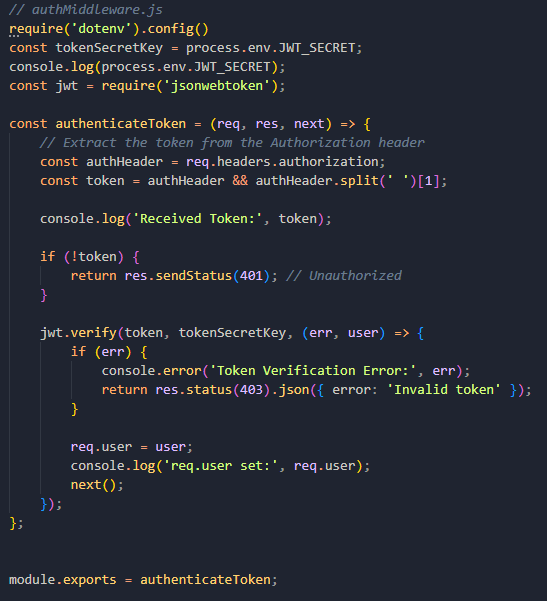 // authMiddleware.js
require('dotenv').config()
const tokenSecretKey = process.env.JWT_SECRET;
console.log(process.env.JWT_SECRET);
const jwt = require('jsonwebtoken');

const authenticateToken = (req, res, next) => {
    // Extract the token from the Authorization header
    const authHeader = req.headers.authorization;
    const token = authHeader && authHeader.split(' ')[1];

    console.log('Received Token:', token);

    if (!token) {
        return res.sendStatus(401); // Unauthorized
    }

    jwt.verify(token, tokenSecretKey, (err, user) => {
        if (err) {
            console.error('Token Verification Error:', err);
            return res.status(403).json({ error: 'Invalid token' });
        }

        req.user = user;
        console.log('req.user set:', req.user);
        next();
    });
};


module.exports = authenticateToken;